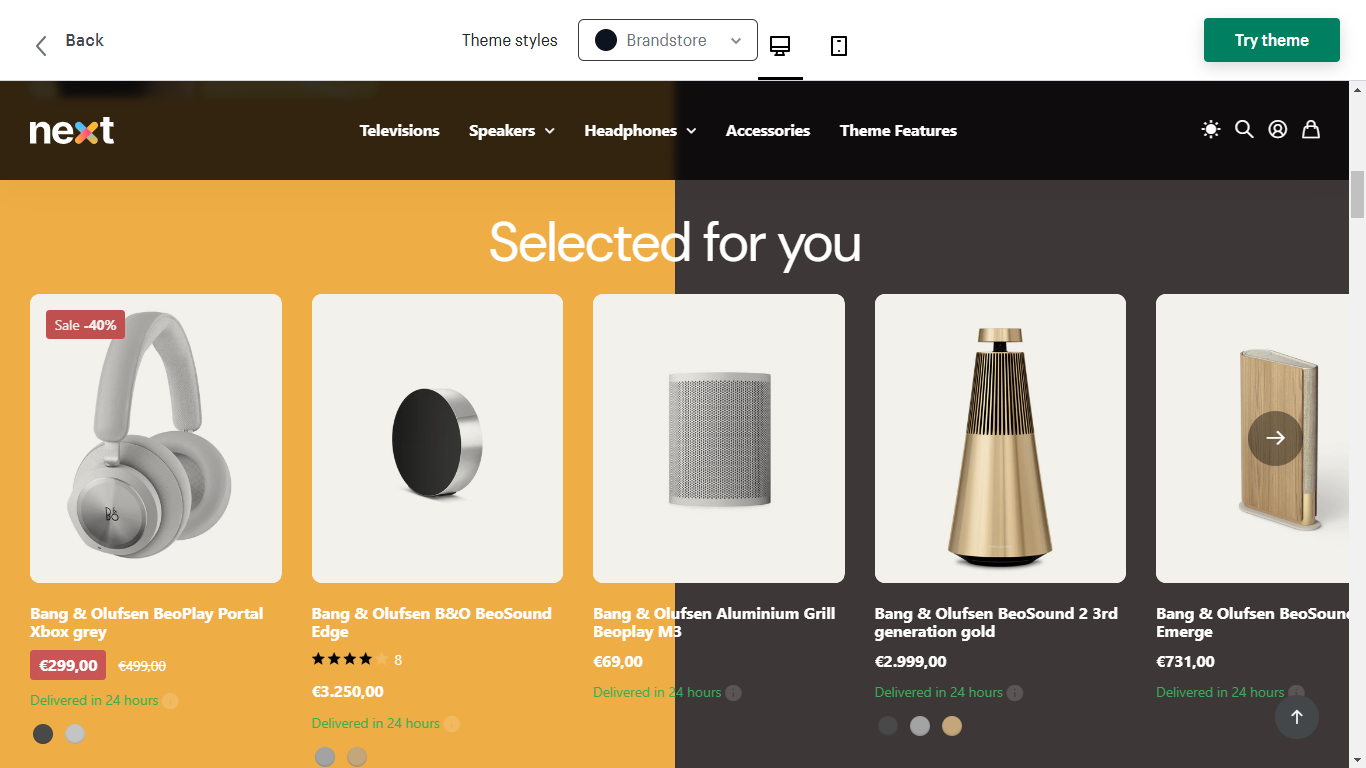 Back
Theme styles
Brandstore
Try theme
next
Televisions
Speakers
Headphones
Accessories
Theme Features
Selected for you
Sale -40%
Bang & Olufsen BeoPlay Portal
Xbox grey
€299,00 €499,00
Delivered in 24 hours
Bang & Olufsen B&O BeoSound
Edge
8
€3.250,00
Delivered in 24 hours
Bang & Olufsen Aluminium Grill
Beoplay M3
€69,00
Delivered in 24 hours
Bang & Olufsen BeoSound 2 3rd
generation gold
€2.999,00
Delivered in 24 hours
Bang & Olufsen BeoSound
Emerge
€731,00
Delivered in 24 hours